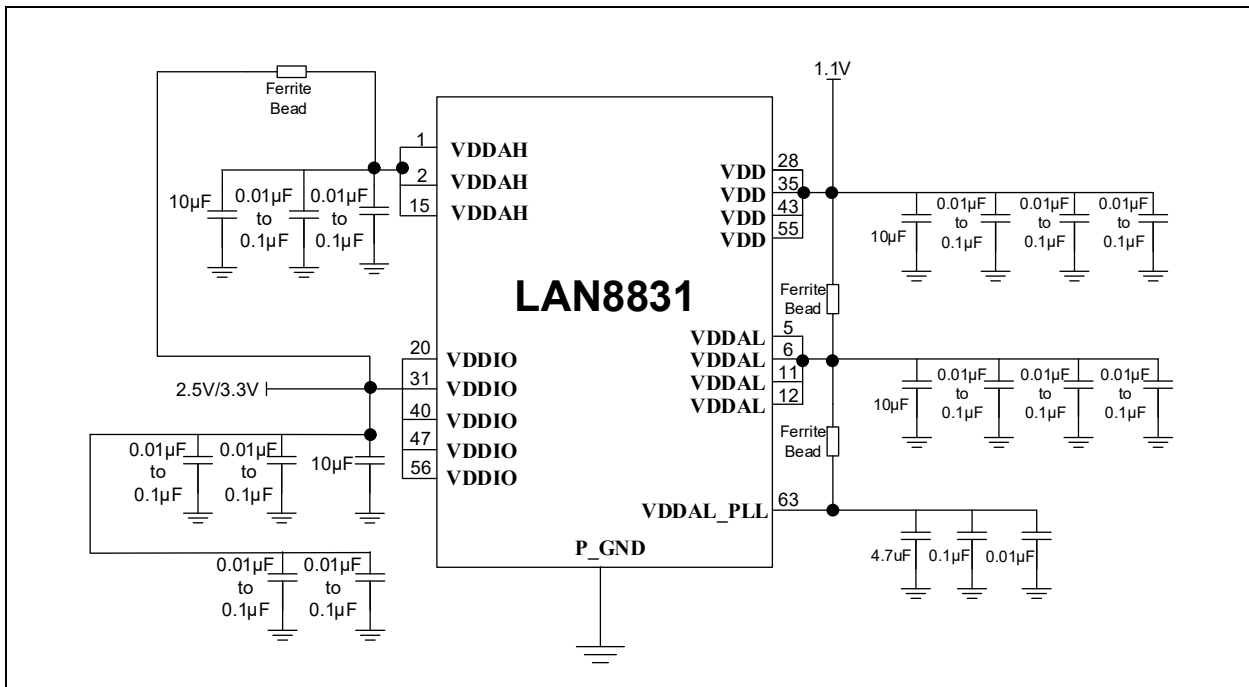 Ferrite
Bead
1.1V
1
VDDAH
2
VDDAH
15
VDDAH
10µF
0.01µF
to
0.1µF
0.01µF
to
0.1µF
28
VDD
35
VDD
43
VDD
55
VDD
10µF
0.01µF
to
0.1µF
0.01µF
to
0.1µF
0.01µF
to
0.1µF
LAN8831
Ferrite
Bead
20
VDDIO
31
VDDIO
40
VDDIO
47
VDDIO
56
VDDIO
2.5V/3.3V
5
VDDAL
6
VDDAL
11
VDDAL
12
VDDAL
10µF
0.01µF
to
0.1µF
0.01µF
to
0.1µF
0.01µF
to
0.1µF
0.01µF
to
0.1µF
0.01µF
to
0.1µF
10µF
Ferrite
Bead
VDDAL_PLL
63
P_GND
4.7uF
0.1µF
0.01µF
0.01µF
to
0.1µF
0.01µF
to
0.1µF